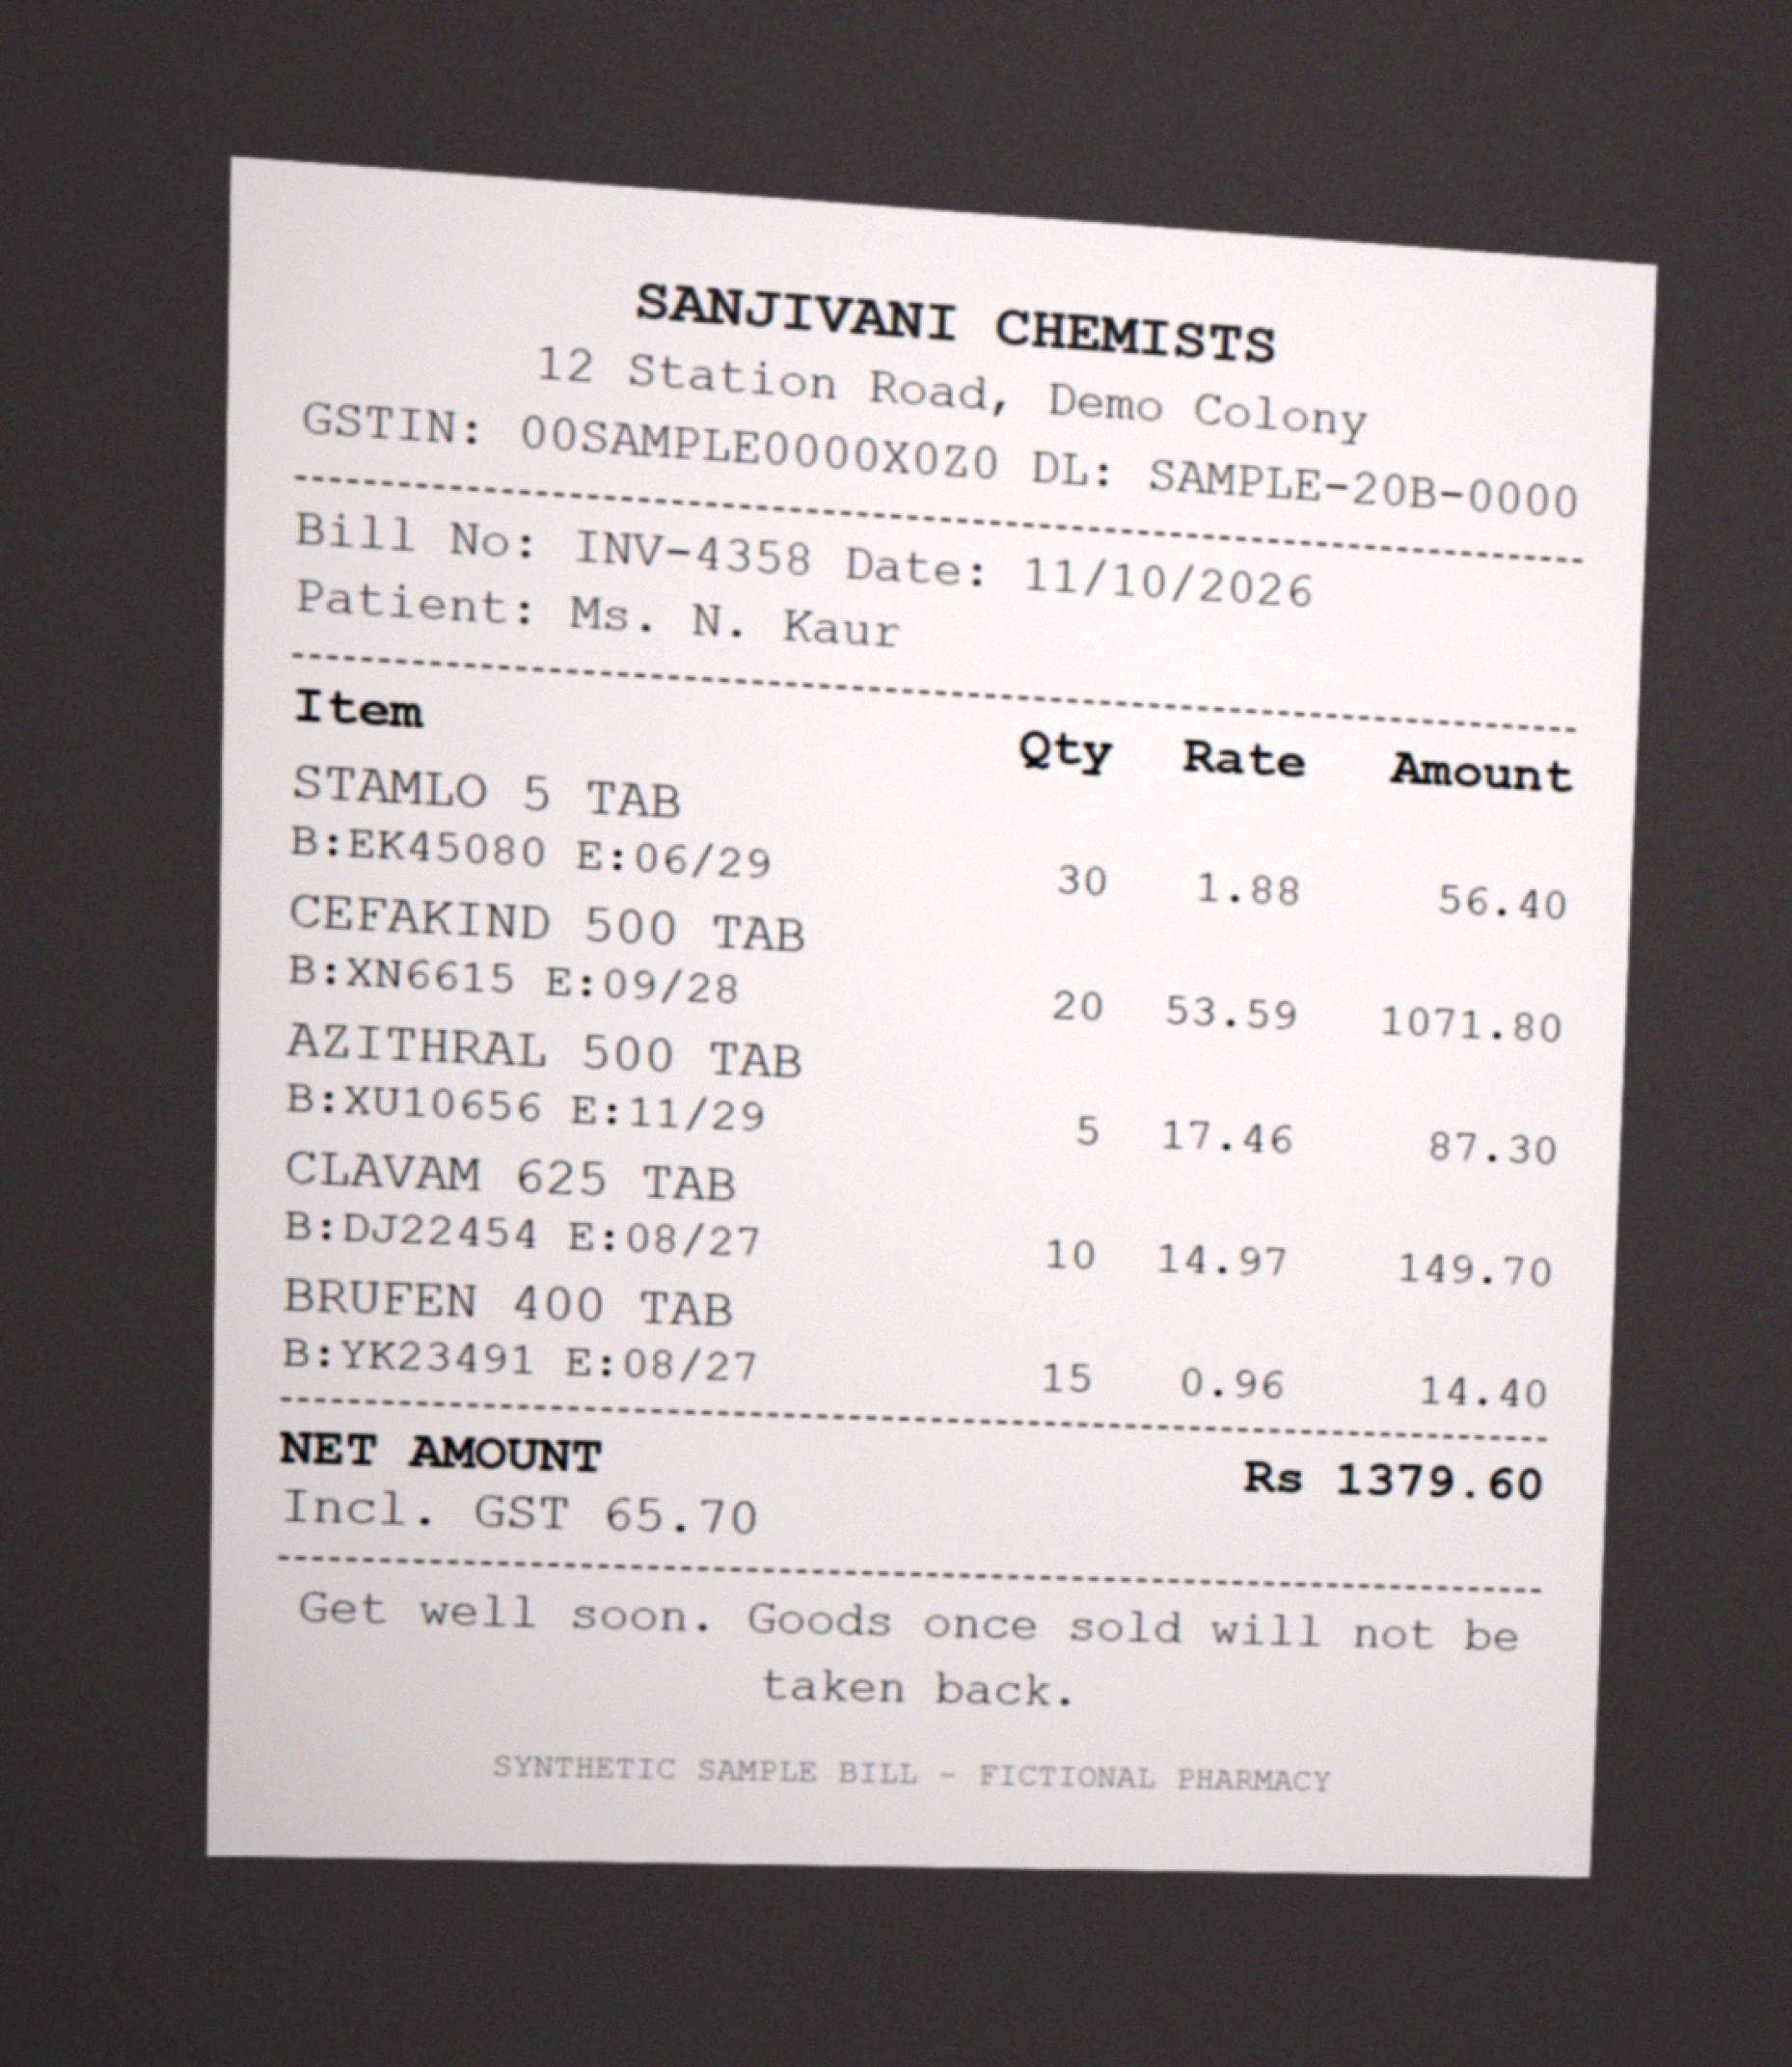 SANJIVANI CHEMISTS
12 Station Road, Demo Colony
GSTIN: 00SAMPLE0000X0Z0 DL: SAMPLE-20B-0000
Bill No: INV-4358 Date: 11/10/2026
Patient: Ms. N. Kaur
Item Qty Rate Amount
STAMLO 5 TAB
B:EK45080 E:06/29 30 1.88 56.40
CEFAKIND 500 TAB
B:XN6615 E:09/28 20 53.59 1071.80
AZITHRAL 500 TAB
B:XU10656 E:11/29 5 17.46 87.30
CLAVAM 625 TAB
B:DJ22454 E:08/27 10 14.97 149.70
BRUFEN 400 TAB
B:YK23491 E:08/27 15 0.96 14.40
NET AMOUNT Rs 1379.60
Incl. GST 65.70
Get well soon. Goods once sold will not be
taken back.
SYNTHETIC SAMPLE BILL - FICTIONAL PHARMACY